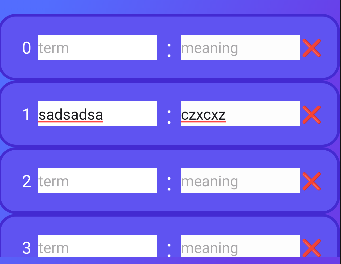 0 term : meaning ❌
1 sadsadsa : czxcxz ❌
2 term : meaning ❌
3 term : meaning ❌